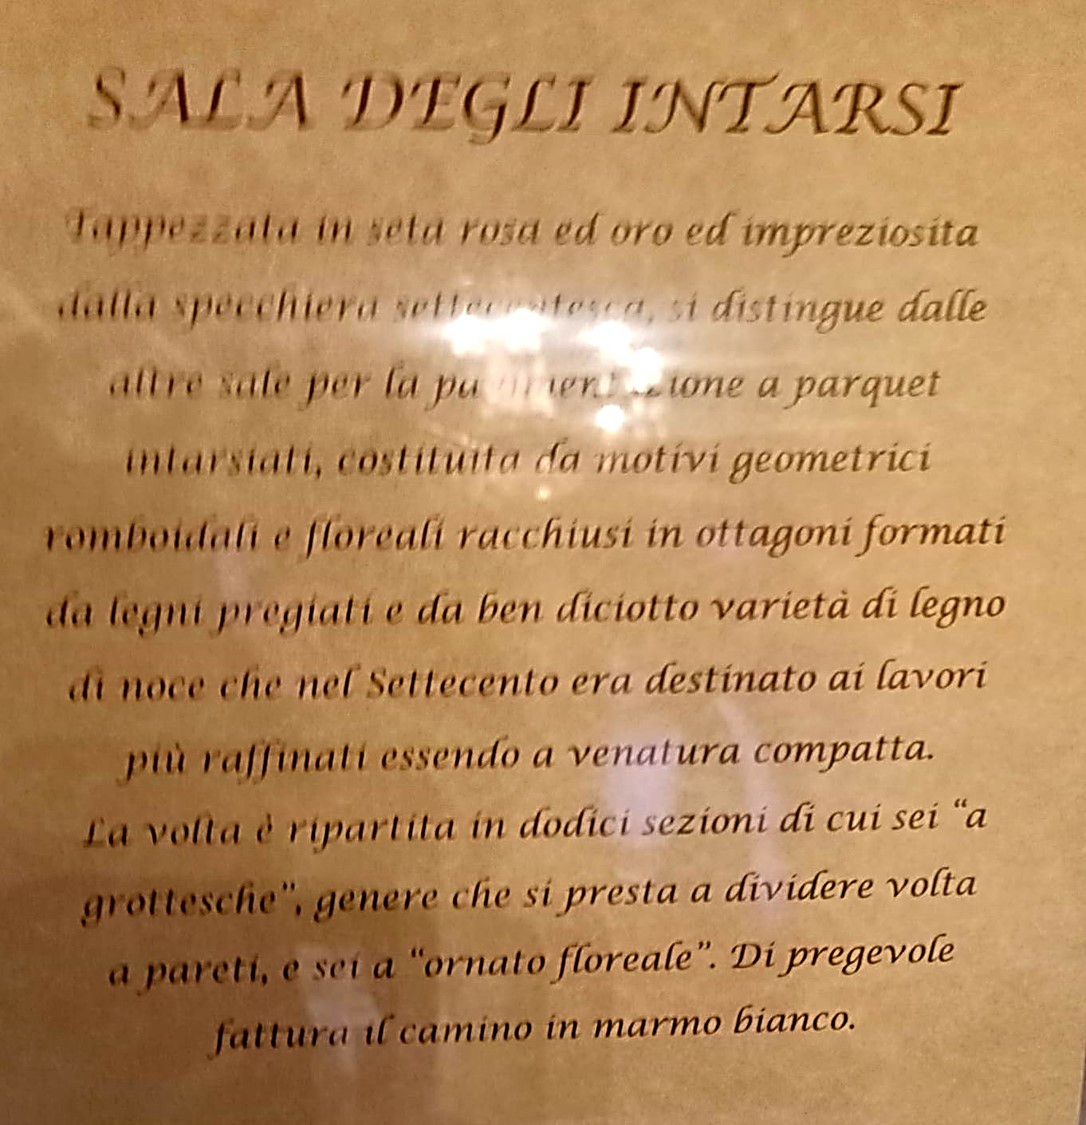 SALA DEGLI INTARSI
Tappezzata in seta rosa ed oro ed impreziosita
dalla specchiera settecentesca, si distingue dalle
altre sale per la pavimentazione a parquet
intarsiati, costituita da motivi geometrici
romboidali e floreali racchiusi in ottagoni formati
da legni pregiati e da ben diciotto varietà di legno
di noce che nel Settecento era destinato ai lavori
più raffinati essendo a venatura compatta.
La volta è ripartita in dodici sezioni di cui sei “a
grottesche”, genere che si presta a dividere volta
a pareti, e sei a “ornato floreale”. Di pregevole
fattura il camino in marmo bianco.